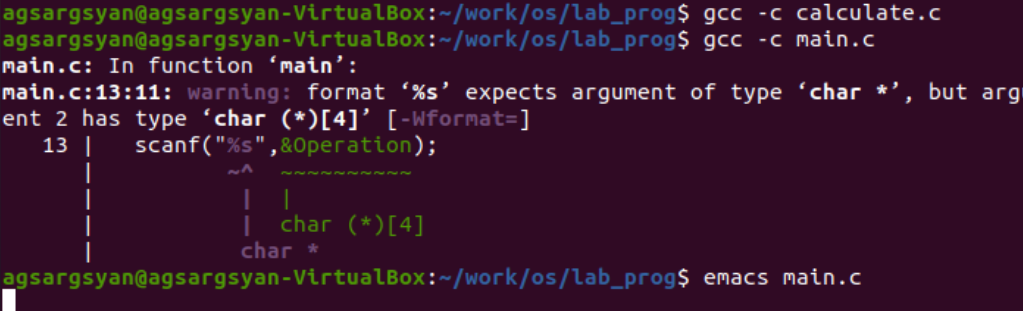 agsargsyan@agsargsyan-VirtualBox:~/work/os/lab_prog$ gcc -c calculate.c
agsargsyan@agsargsyan-VirtualBox:~/work/os/lab_prog$ gcc -c main.c
main.c: In function ‘main’:
main.c:13:11: warning: format ‘%s’ expects argument of type ‘char *’, but argu
ent 2 has type ‘char (*)[4]’ [-Wformat=]
   13 |   scanf("%s",&Operation);
      |          ~^  ~~~~~~~~~~
      |           |  |
      |           |  char (*)[4]
      |           char *
agsargsyan@agsargsyan-VirtualBox:~/work/os/lab_prog$ emacs main.c